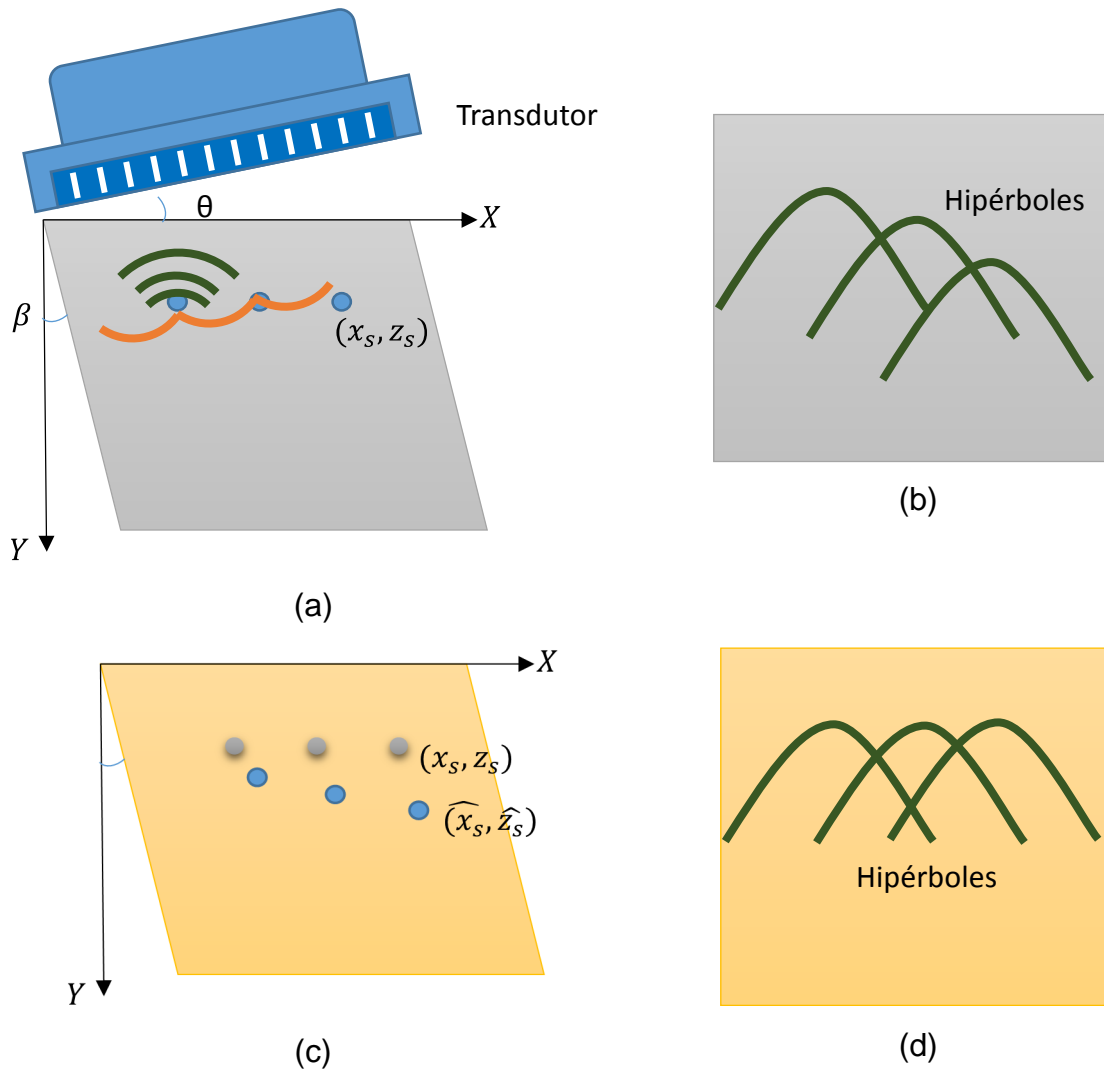 Transdutor
θ
X
β
(x_s, z_s)
Y
(a)
Hipérboles
(b)
X
(x_s, z_s)
(x̂_s, ẑ_s)
Y
(c)
Hipérboles
(d)